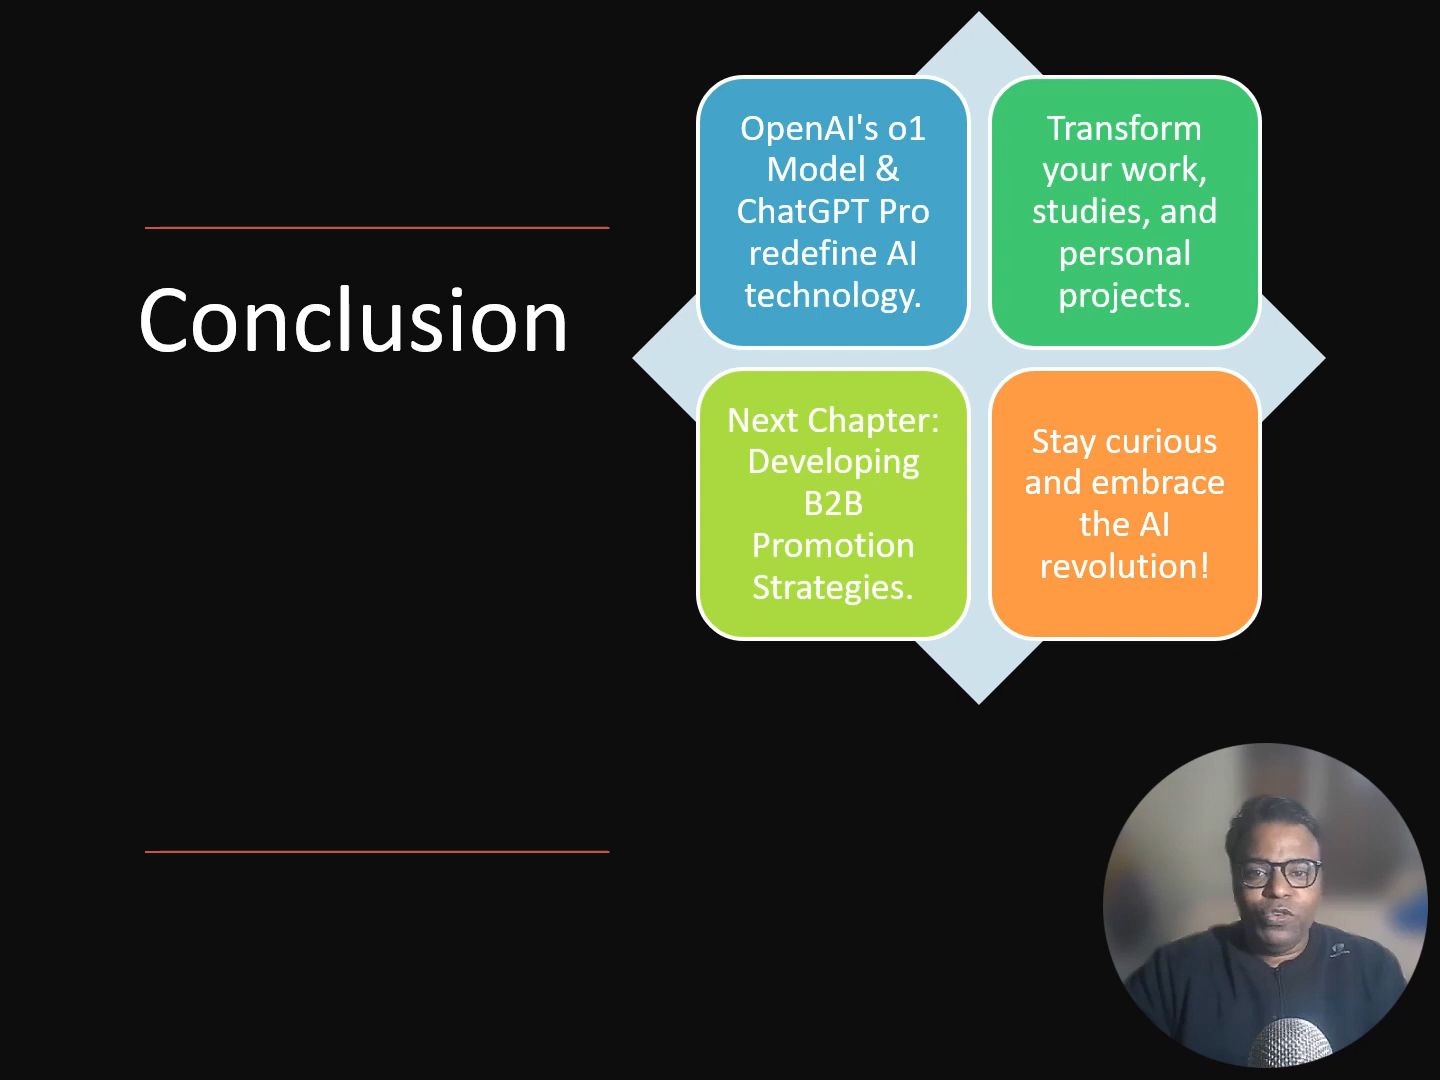 Conclusion
OpenAI's o1
Model &
ChatGPT Pro
redefine AI
technology.
Transform
your work,
studies, and
personal
projects.
Next Chapter:
Developing
B2B
Promotion
Strategies.
Stay curious
and embrace
the AI
revolution!